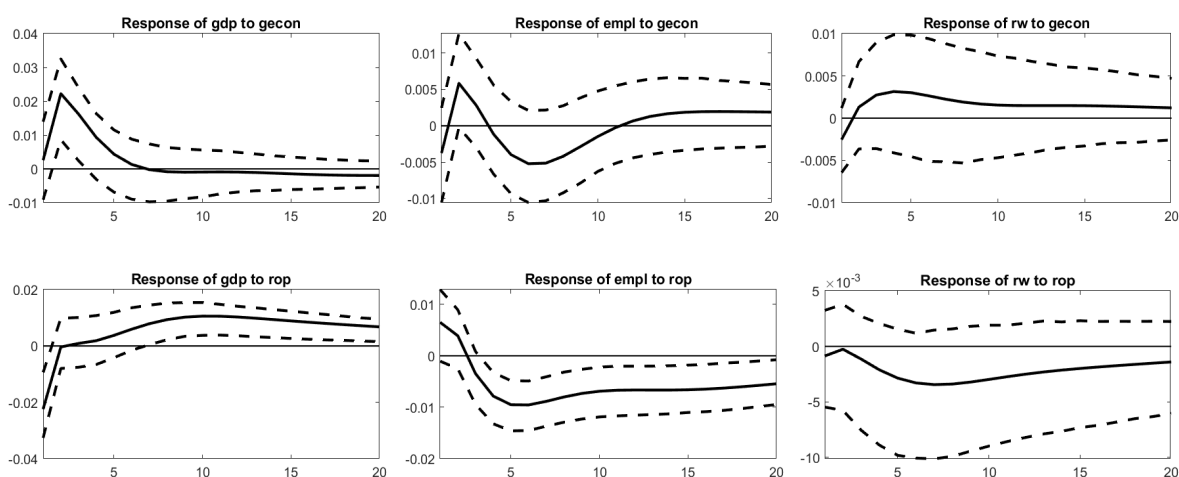 Response of gdp to gecon
0.04
0.03
0.02
0.01
0
-0.01
5 10 15 20
Response of empl to gecon
0.01
0.005
0
-0.005
-0.01
5 10 15 20
Response of rw to gecon
0.01
0.005
0
-0.005
-0.01
5 10 15 20
Response of gdp to rop
0.02
0
-0.02
-0.04
5 10 15 20
Response of empl to rop
0.01
0
-0.01
-0.02
5 10 15 20
Response of rw to rop
×10⁻³
5
0
-5
-10
5 10 15 20